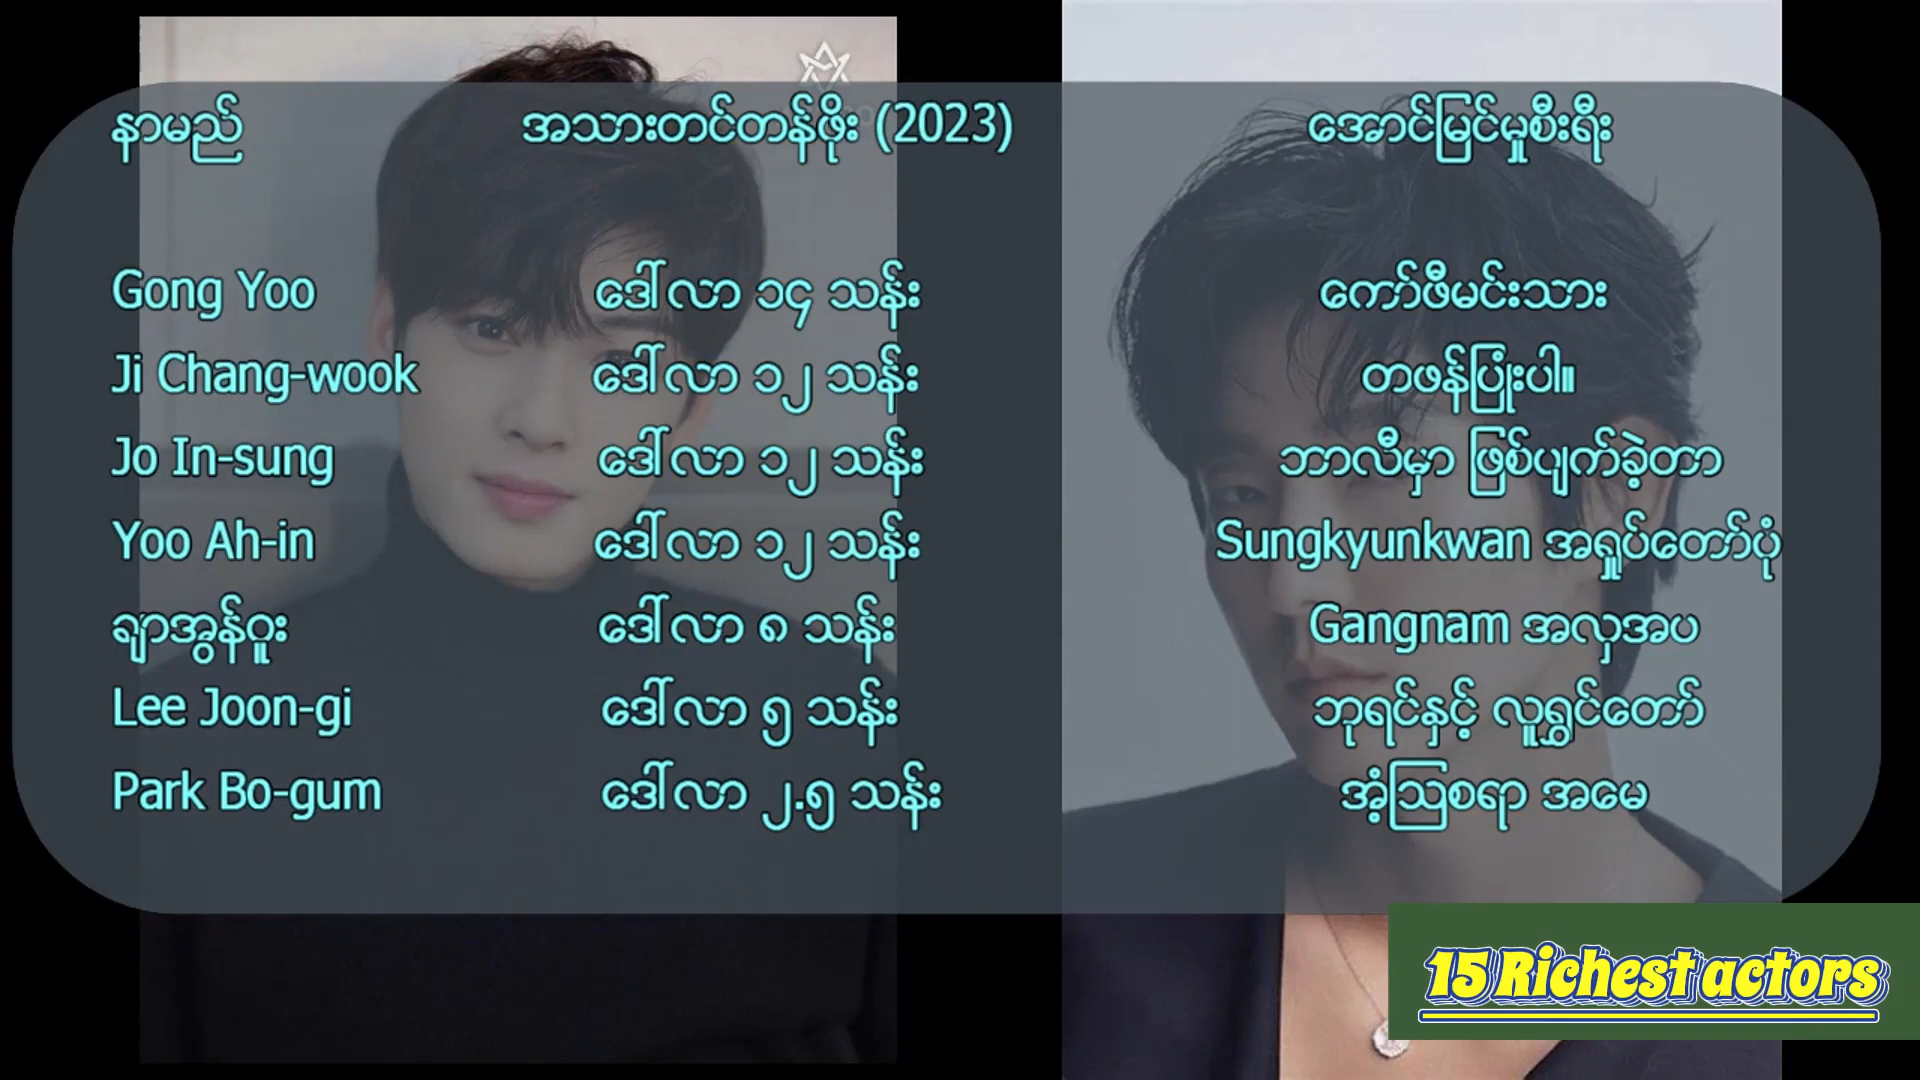 နာမည် အသားတင်တန်ဖိုး (2023) အောင်မြင်မှုစီးရီး
Gong Yoo ဒေါ်လာ ၁၄ သန်း ကော်ဖီမင်းသား
Ji Chang-wook ဒေါ်လာ ၁၂ သန်း တဖန်ပြုံးပါ။
Jo In-sung ဒေါ်လာ ၁၂ သန်း ဘာလီမှာ ဖြစ်ပျက်ခဲ့တာ
Yoo Ah-in ဒေါ်လာ ၁၂ သန်း Sungkyunkwan အရှုပ်တော်ပုံ
ချာအွန်ဝူး ဒေါ်လာ ၈ သန်း Gangnam အလှအပ
Lee Joon-gi ဒေါ်လာ ၅ သန်း ဘုရင်နှင့် လူရွှင်တော်
Park Bo-gum ဒေါ်လာ ၂.၅ သန်း အံ့ဩစရာ အမေ
15 Richest actors